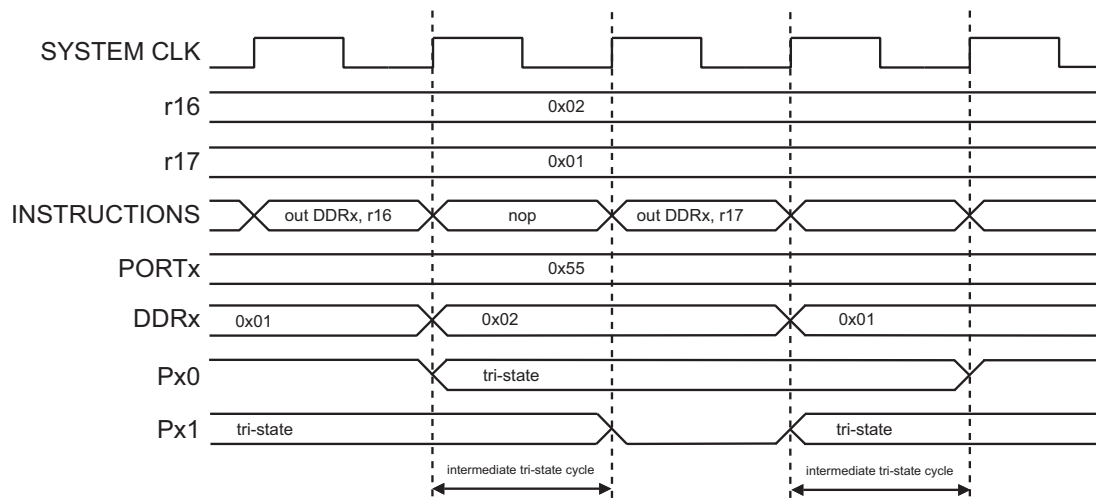 SYSTEM CLK
r16
0x02
r17
0x01
INSTRUCTIONS
out DDRx, r16
nop
out DDRx, r17
PORTx
0x55
DDRx
0x01
0x02
0x01
Px0
tri-state
Px1
tri-state
tri-state
intermediate tri-state cycle
intermediate tri-state cycle